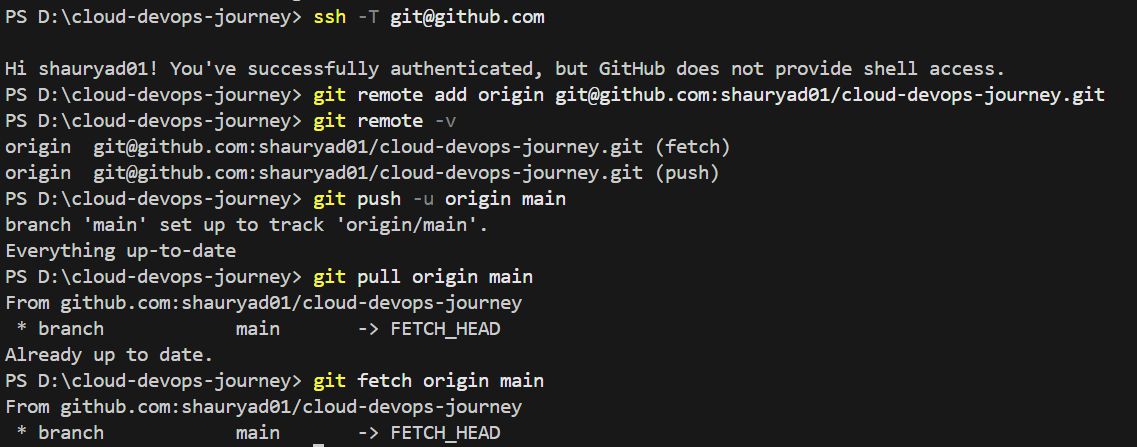 PS D:\cloud-devops-journey> ssh -T git@github.com
Hi shauryad01! You've successfully authenticated, but GitHub does not provide shell access.
PS D:\cloud-devops-journey> git remote add origin git@github.com:shauryad01/cloud-devops-journey.git
PS D:\cloud-devops-journey> git remote -v
origin  git@github.com:shauryad01/cloud-devops-journey.git (fetch)
origin  git@github.com:shauryad01/cloud-devops-journey.git (push)
PS D:\cloud-devops-journey> git push -u origin main
branch 'main' set up to track 'origin/main'.
Everything up-to-date
PS D:\cloud-devops-journey> git pull origin main
From github.com:shauryad01/cloud-devops-journey
 * branch            main       -> FETCH_HEAD
Already up to date.
PS D:\cloud-devops-journey> git fetch origin main
From github.com:shauryad01/cloud-devops-journey
 * branch            main       -> FETCH_HEAD